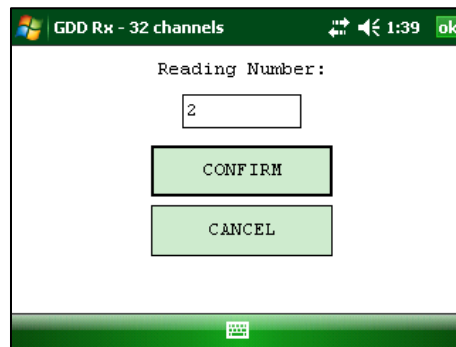 GDD Rx - 32 channels 1:39 ok
Reading Number:
2
CONFIRM
CANCEL